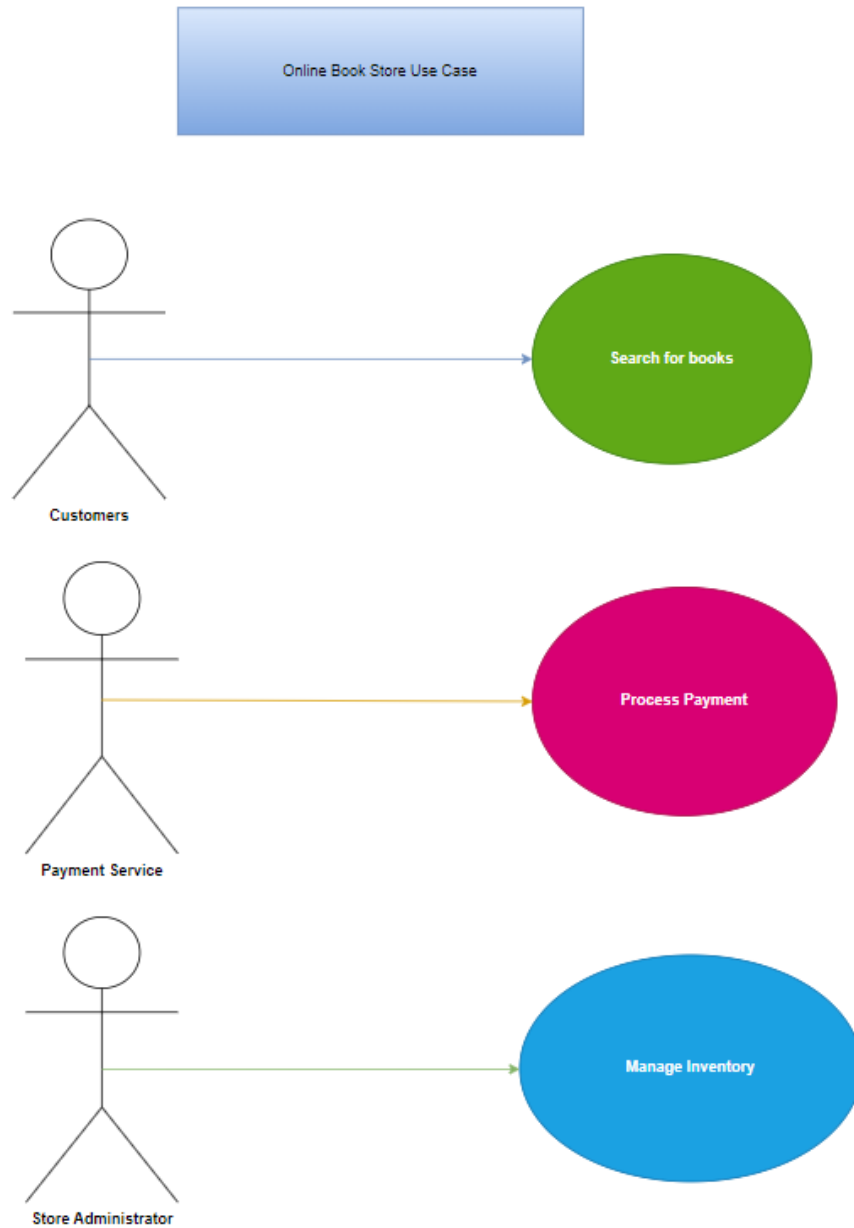 Online Book Store Use Case
Search for books
Customers
Process Payment
Payment Service
Manage Inventory
Store Administrator